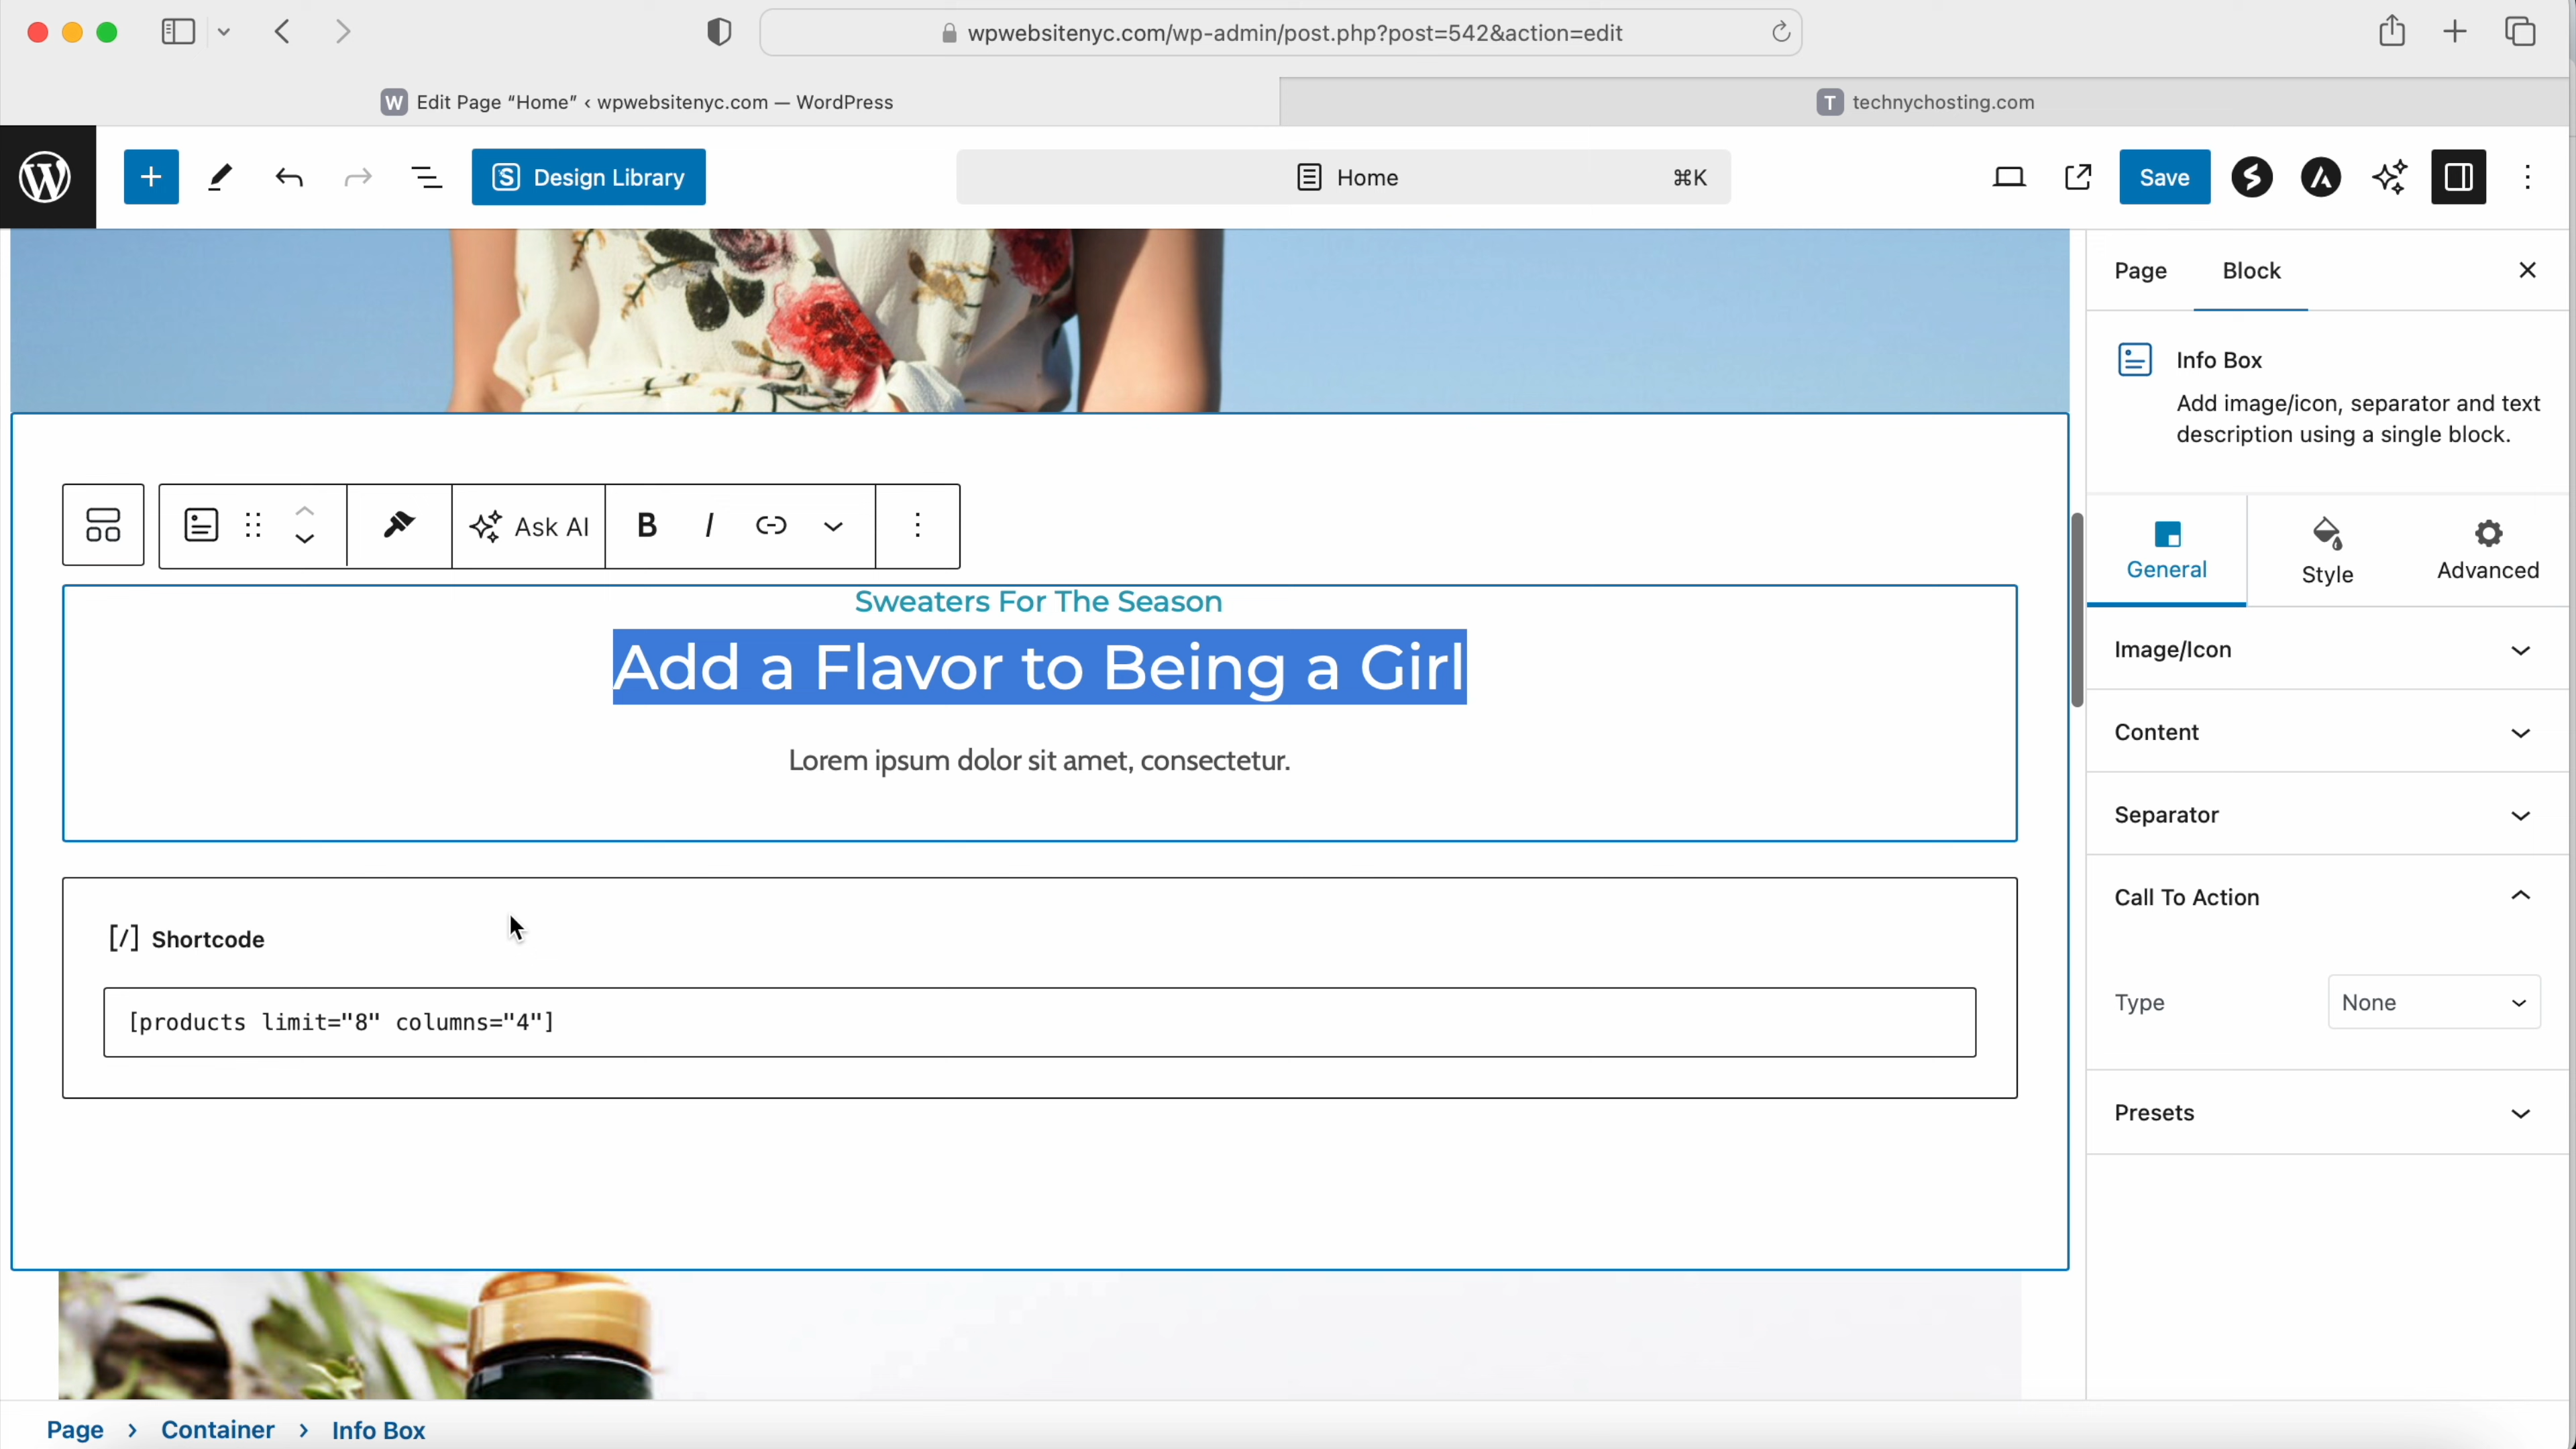 wpwebsitenyc.com/wp-admin/post.php?post=542&action=edit
W Edit Page “Home” ‹ wpwebsitenyc.com — WordPress
T technychosting.com
Design Library
Home
⌘K
Save
Page
Block
Info Box
Add image/icon, separator and text
description using a single block.
Ask AI
B
I
General
Style
Advanced
Sweaters For The Season
Add a Flavor to Being a Girl
Lorem ipsum dolor sit amet, consectetur.
Image/Icon
Content
Separator
Call To Action
Type
None
Presets
[/] Shortcode
[products limit="8" columns="4"]
Page › Container › Info Box